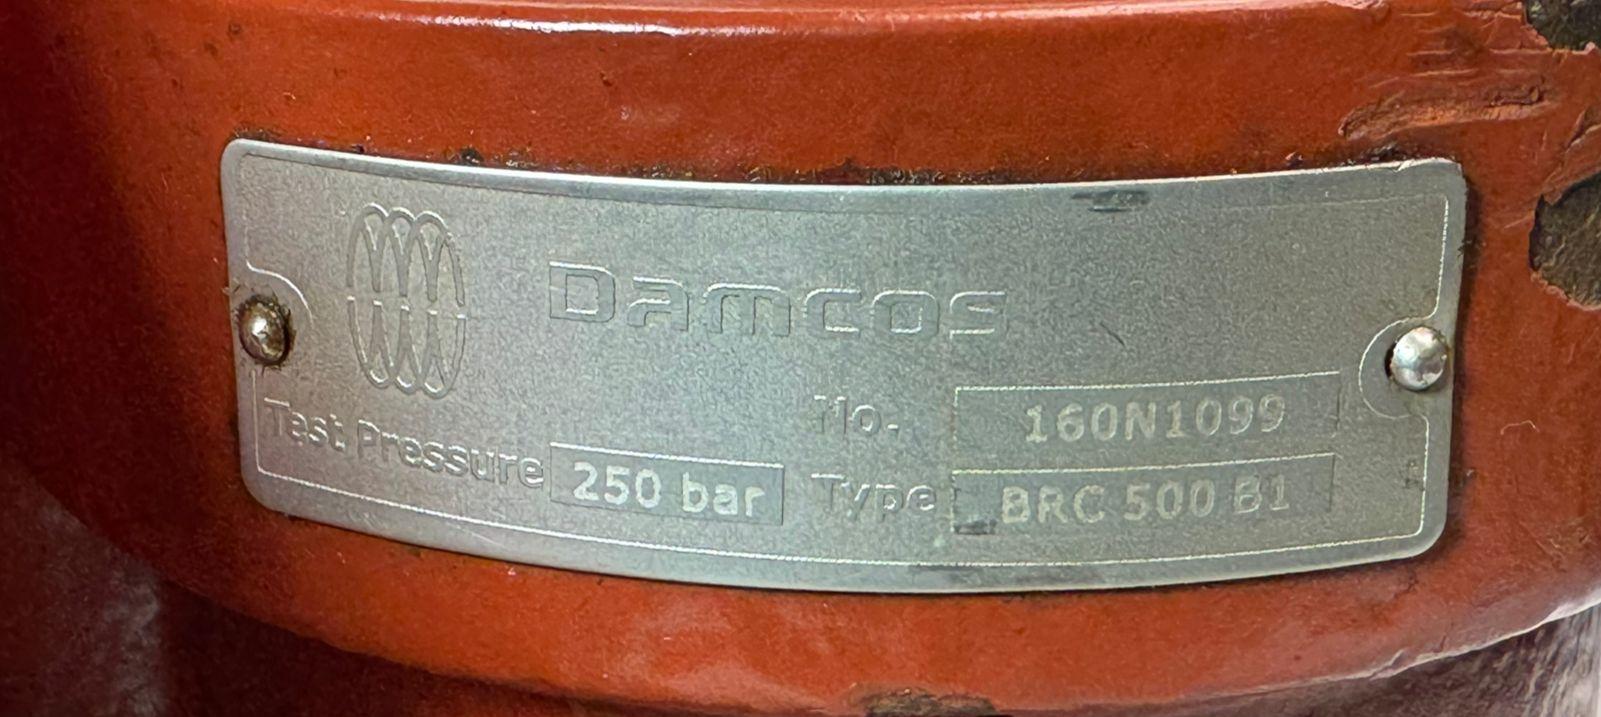 Damcos
No. 160N1099
Test Pressure 250 bar Type BRC 500 B1